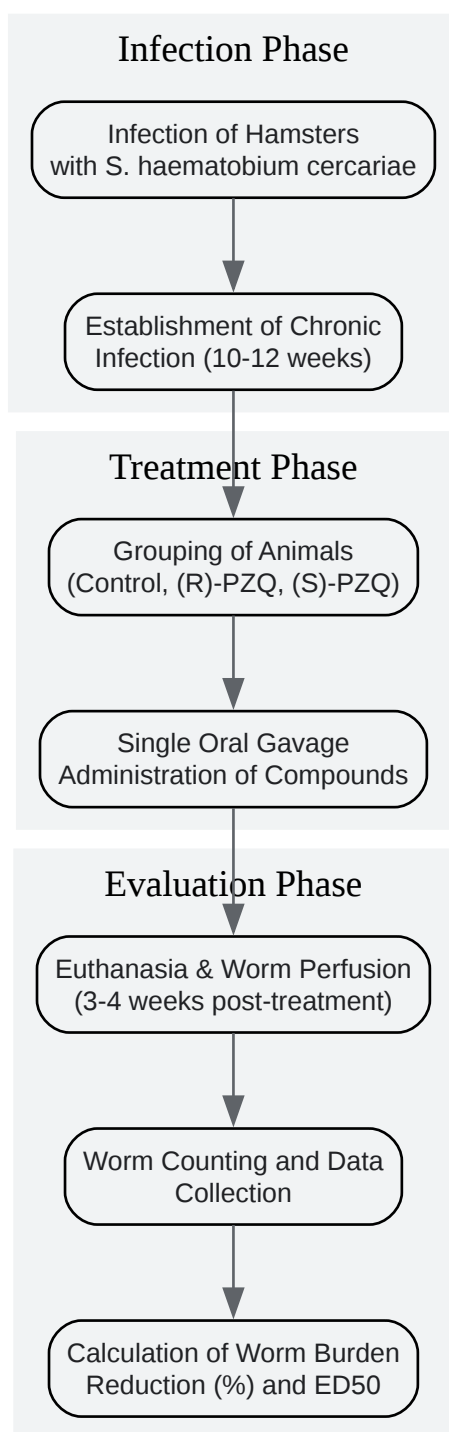 Infection Phase
Infection of Hamsters
with S. haematobium cercariae
Establishment of Chronic
Infection (10-12 weeks)
Treatment Phase
Grouping of Animals
(Control, (R)-PZQ, (S)-PZQ)
Single Oral Gavage
Administration of Compounds
Evaluation Phase
Euthanasia & Worm Perfusion
(3-4 weeks post-treatment)
Worm Counting and Data
Collection
Calculation of Worm Burden
Reduction (%) and ED50